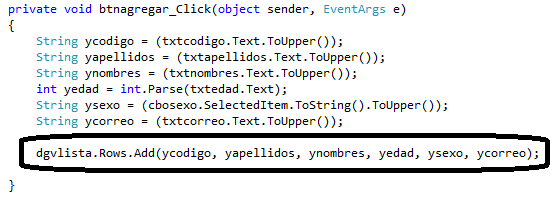 private void btnagregar_Click(object sender, EventArgs e)
{
String ycodigo = (txtcodigo.Text.ToUpper());
String yapellidos = (txtapellidos.Text.ToUpper());
String ynombres = (txtnombres.Text.ToUpper());
int yedad = int.Parse(txtedad.Text);
String ysexo = (cbosexo.SelectedItem.ToString().ToUpper());
String ycorreo = (txtcorreo.Text.ToUpper());
dgvlista.Rows.Add(ycodigo, yapellidos, ynombres, yedad, ysexo, ycorreo);
}